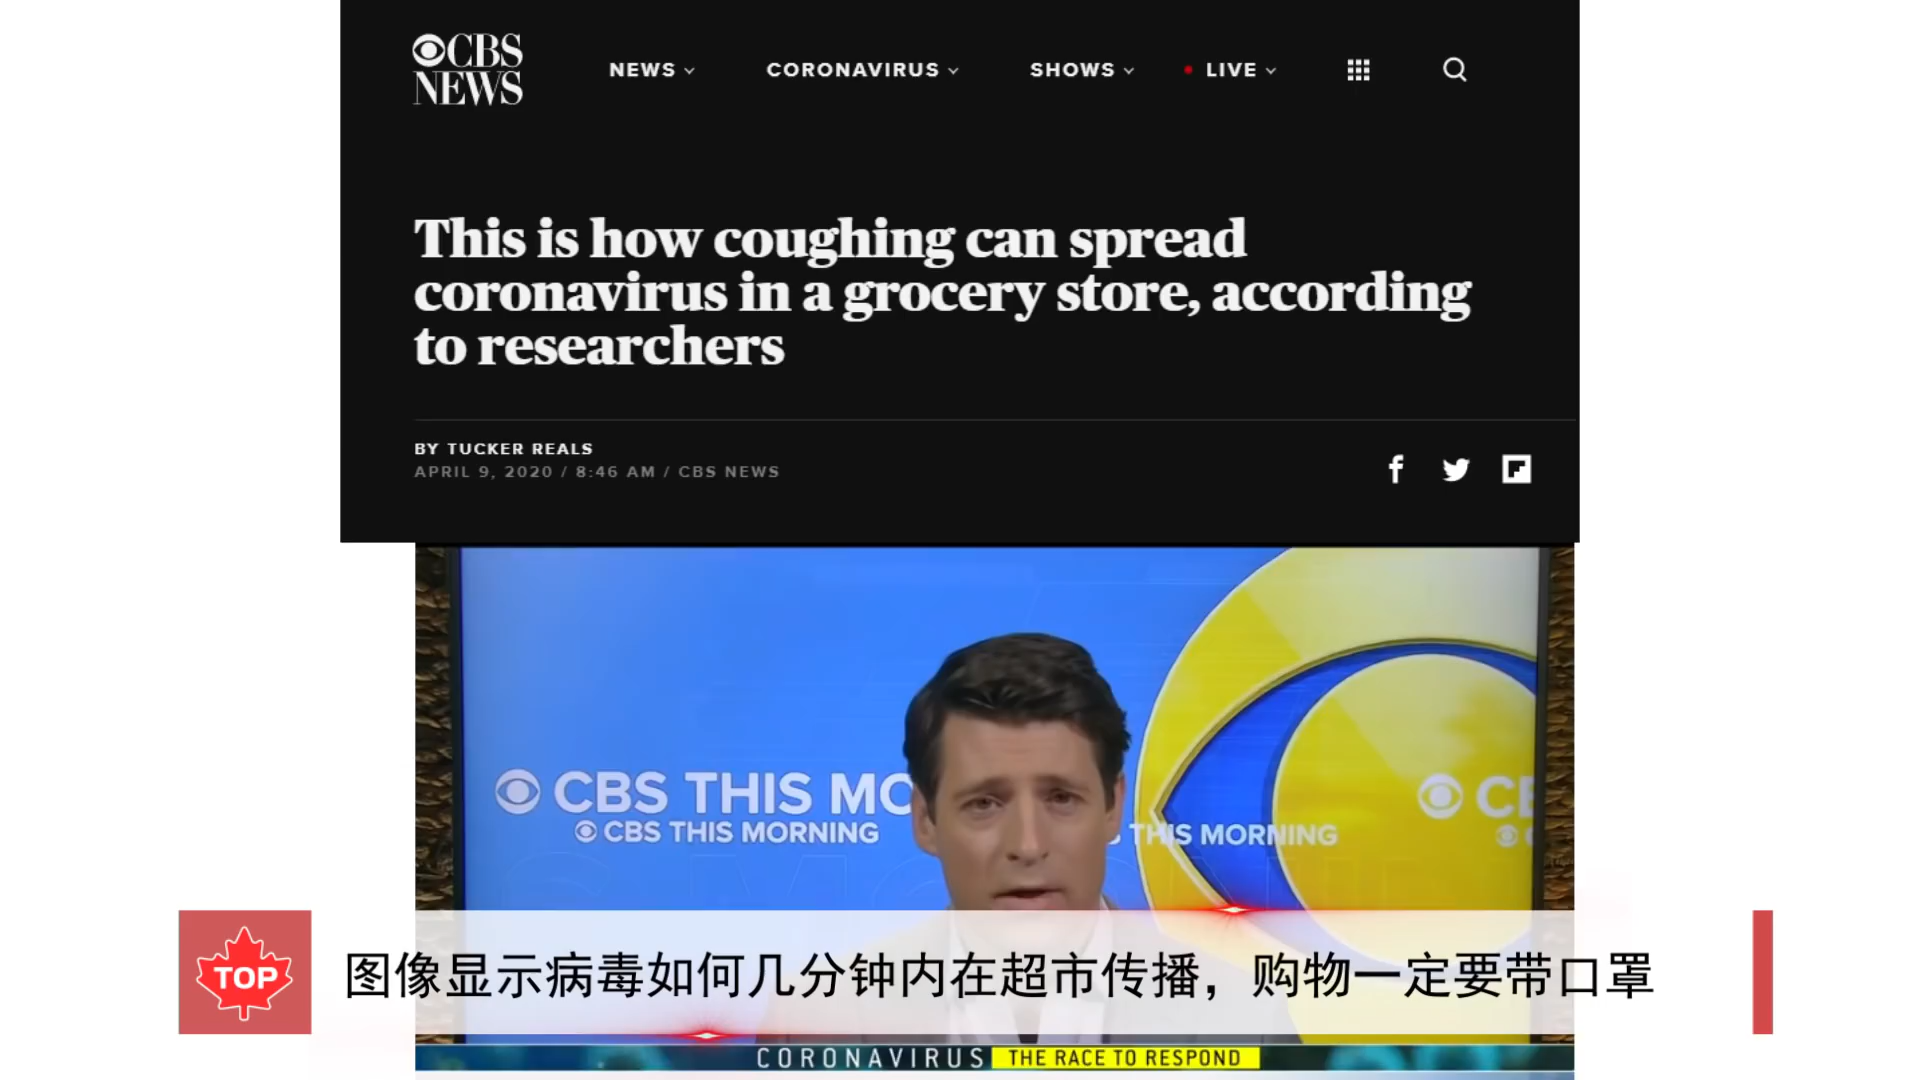 CBS NEWS
NEWS CORONAVIRUS SHOWS LIVE
This is how coughing can spread
coronavirus in a grocery store, according
to researchers
BY TUCKER REALS
APRIL 9, 2020 / 8:46 AM / CBS NEWS
CBS THIS MO
CBS THIS MORNING
THIS MORNING
TOP
图像显示病毒如何几分钟内在超市传播，购物一定要带口罩
CORONAVIRUS THE RACE TO RESPOND